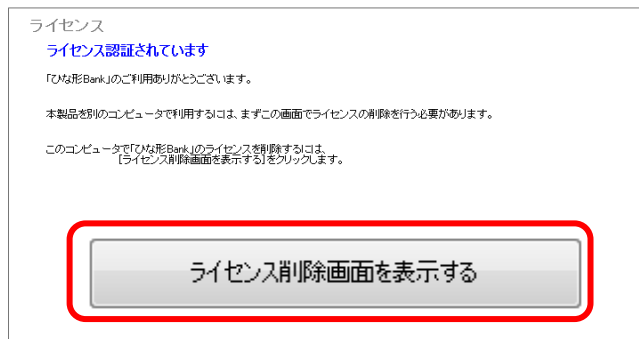 ライセンス
ライセンス認証されています
「ひな形Bank」のご利用ありがとうございます。
本製品を別のコンピュータで利用するには、まずこの画面でライセンスの削除を行う必要があります。
このコンピュータで「ひな形Bank」のライセンスを削除するには、
[ライセンス削除画面を表示する]をクリックします。
ライセンス削除画面を表示する